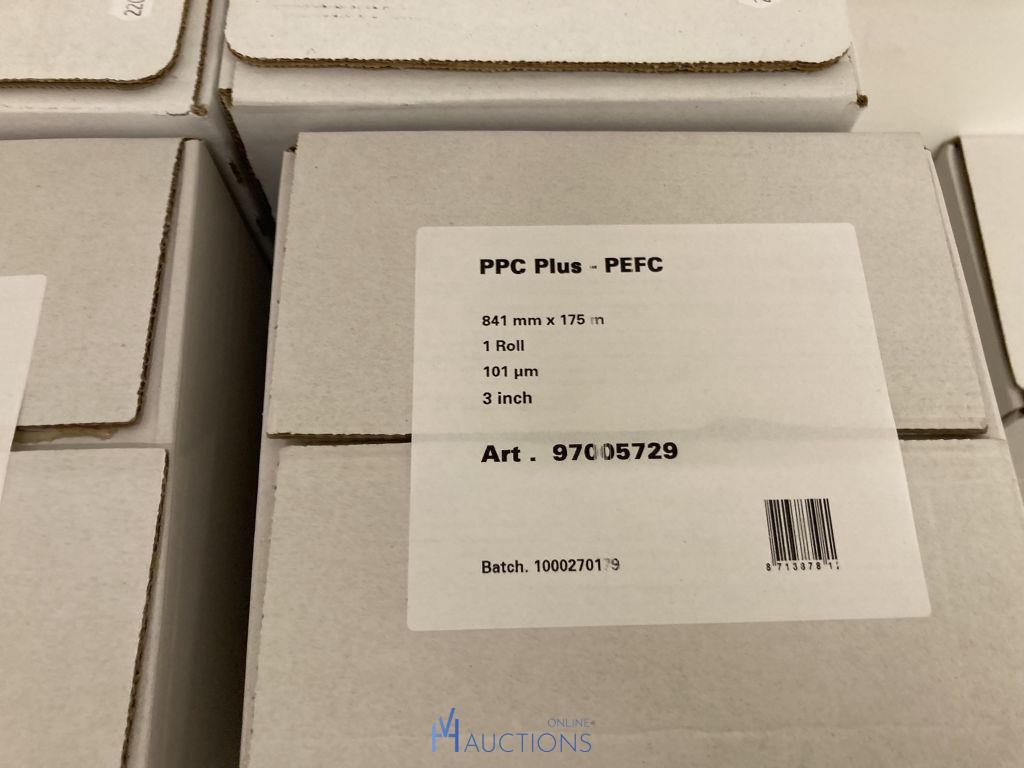 220
PPC Plus - PEFC
841 mm x 175 m
1 Roll
101 µm
3 inch
Art . 97005729
Batch. 1000270179
8 713878 1
ONLINE
AUCTIONS